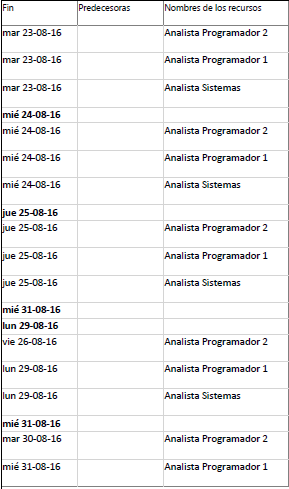 Fin Predecesoras Nombres de los recursos
mar 23-08-16 Analista Programador 2
mar 23-08-16 Analista Programador 1
mar 23-08-16 Analista Sistemas
mié 24-08-16
mié 24-08-16 Analista Programador 2
mié 24-08-16 Analista Programador 1
mié 24-08-16 Analista Sistemas
jue 25-08-16
jue 25-08-16 Analista Programador 2
jue 25-08-16 Analista Programador 1
jue 25-08-16 Analista Sistemas
mié 31-08-16
lun 29-08-16
vie 26-08-16 Analista Programador 2
lun 29-08-16 Analista Programador 1
lun 29-08-16 Analista Sistemas
mié 31-08-16
mar 30-08-16 Analista Programador 2
mié 31-08-16 Analista Programador 1